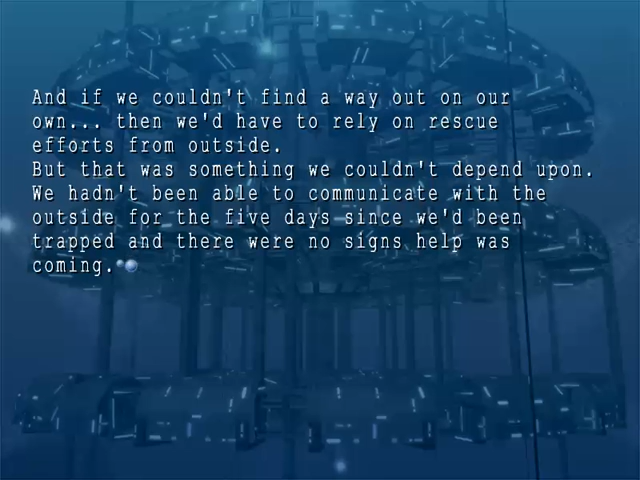 And if we couldn't find a way out on our
own... then we'd have to rely on rescue
efforts from outside.
But that was something we couldn't depend upon.
We hadn't been able to communicate with the
outside for the five days since we'd been
trapped and there were no signs help was
coming.